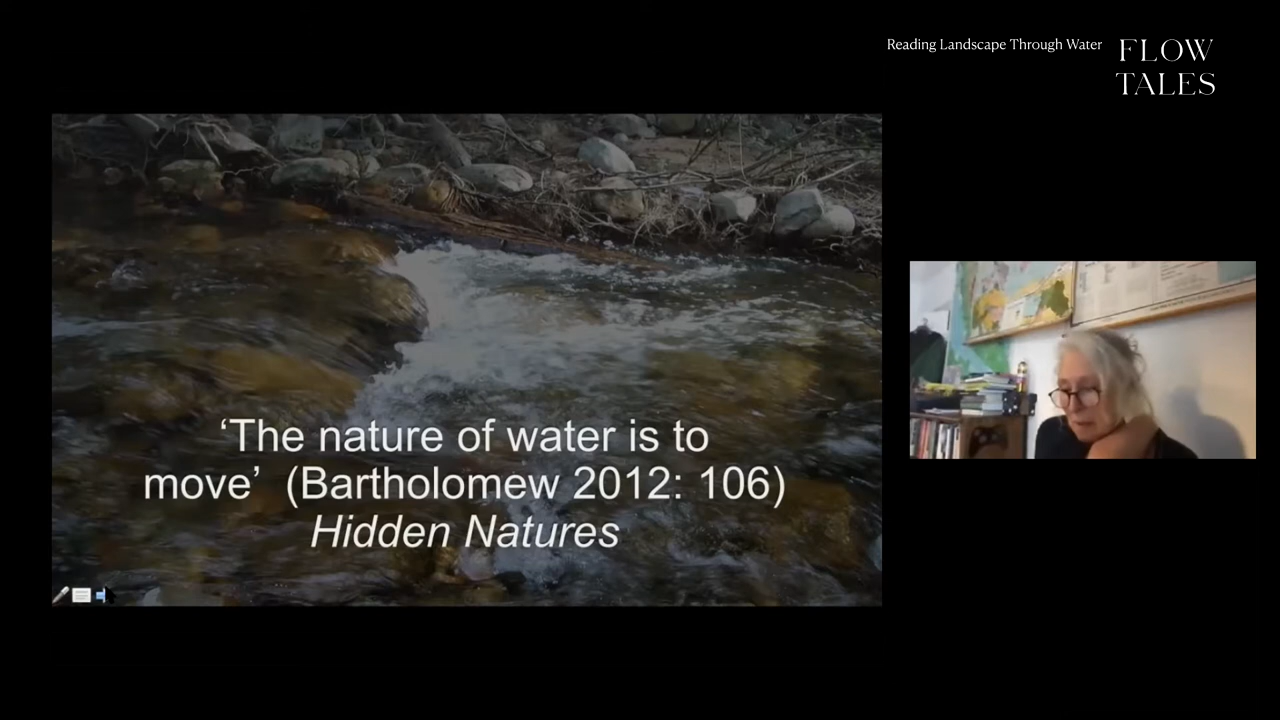 Reading Landscape Through Water
FLOW
TALES
‘The nature of water is to
move’ (Bartholomew 2012: 106)
Hidden Natures